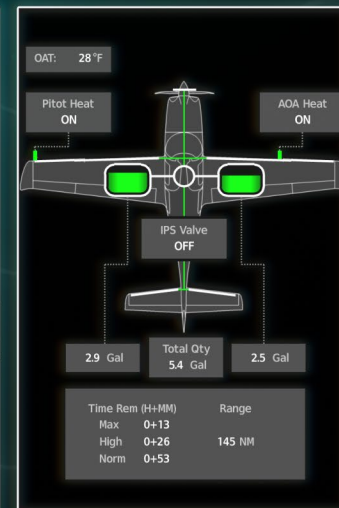 OAT: 28 °F
Pitot Heat
ON
AOA Heat
ON
IPS Valve
OFF
2.9 Gal
Total Qty
5.4 Gal
2.5 Gal
Time Rem (H+MM) Range
Max 0+13
High 0+26 145 NM
Norm 0+53